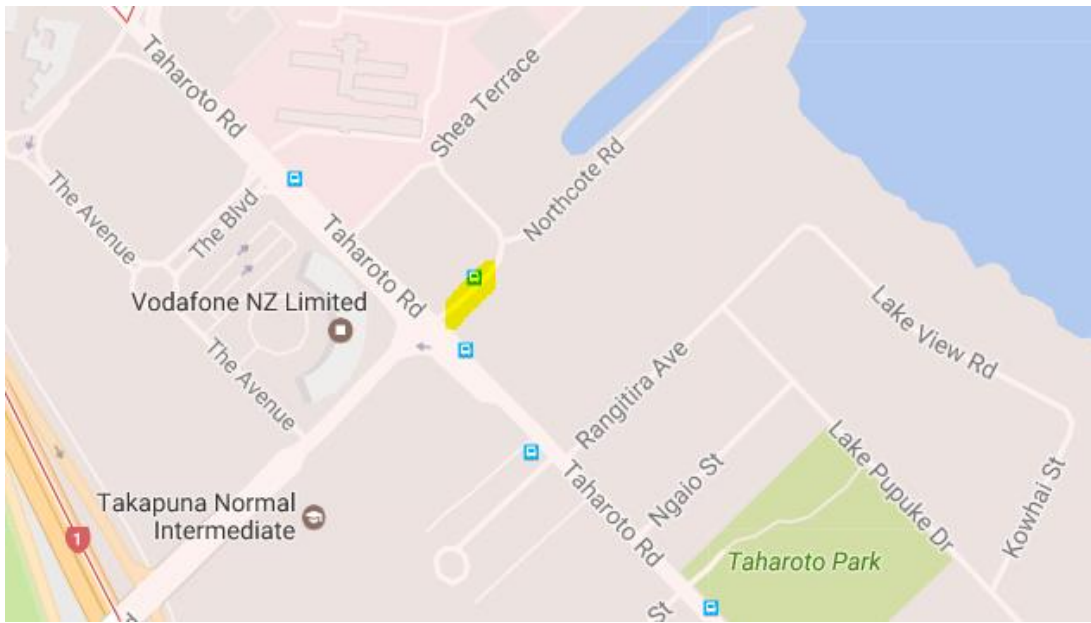 Taharoto Rd
Shea Terrace
Northcote Rd
The Avenue
The Blvd
Taharoto Rd
Vodafone NZ Limited
Lake View Rd
The Avenue
Rangitira Ave
Takapuna Normal
Intermediate
1
Taharoto Rd
Ngaio St
Lake Pupuke Dr
Kowhai St
Taharoto Park
St